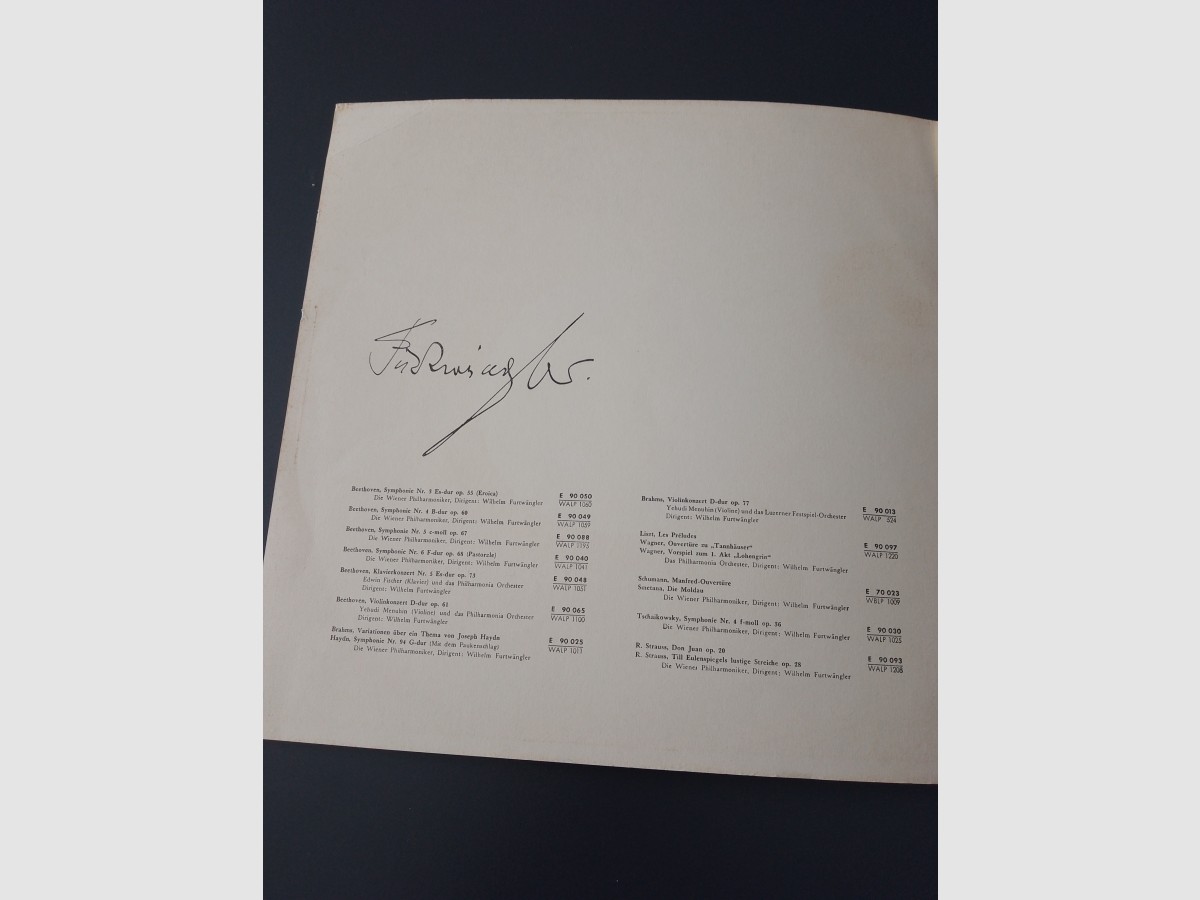 Furtwängler.
Beethoven, Symphonie Nr. 3 Es-dur op. 55 (Eroica)
Die Wiener Philharmoniker, Dirigent: Wilhelm Furtwängler
E 90 050
WALP 1060
Beethoven, Symphonie Nr. 4 B-dur op. 60
Die Wiener Philharmoniker, Dirigent: Wilhelm Furtwängler
E 90 049
WALP 1059
Beethoven, Symphonie Nr. 5 c-moll op. 67
Die Wiener Philharmoniker, Dirigent: Wilhelm Furtwängler
E 90 088
WALP 1195
Beethoven, Symphonie Nr. 6 F-dur op. 68 (Pastorale)
Die Wiener Philharmoniker, Dirigent: Wilhelm Furtwängler
E 90 040
WALP 1041
Beethoven, Klavierkonzert Nr. 5 Es-dur op. 73
Edwin Fischer (Klavier) und das Philharmonia Orchester
Dirigent: Wilhelm Furtwängler
E 90 048
WALP 1051
Beethoven, Violinkonzert D-dur op. 61
Yehudi Menuhin (Violine) und das Philharmonia Orchester
Dirigent: Wilhelm Furtwängler
E 90 065
WALP 1100
Brahms, Variationen über ein Thema von Joseph Haydn
Haydn, Symphonie Nr. 94 G-dur (Mit dem Paukenschlag)
Die Wiener Philharmoniker, Dirigent: Wilhelm Furtwängler
E 90 025
WALP 1011
Brahms, Violinkonzert D-dur op. 77
Yehudi Menuhin (Violine) und das Luzerner Festspiel-Orchester
Dirigent: Wilhelm Furtwängler
E 90 013
WALP 524
Liszt, Les Préludes
Wagner, Ouvertüre zu „Tannhäuser“
Wagner, Vorspiel zum 1. Akt „Lohengrin“
Das Philharmonia Orchester, Dirigent: Wilhelm Furtwängler
E 90 097
WALP 1220
Schumann, Manfred-Ouvertüre
Smetana, Die Moldau
Die Wiener Philharmoniker, Dirigent: Wilhelm Furtwängler
E 70 023
WBLP 1009
Tschaikowsky, Symphonie Nr. 4 f-moll op. 36
Die Wiener Philharmoniker, Dirigent: Wilhelm Furtwängler
E 90 030
WALP 1025
R. Strauss, Don Juan op. 20
R. Strauss, Till Eulenspiegels lustige Streiche op. 28
Die Wiener Philharmoniker, Dirigent: Wilhelm Furtwängler
E 90 093
WALP 1208